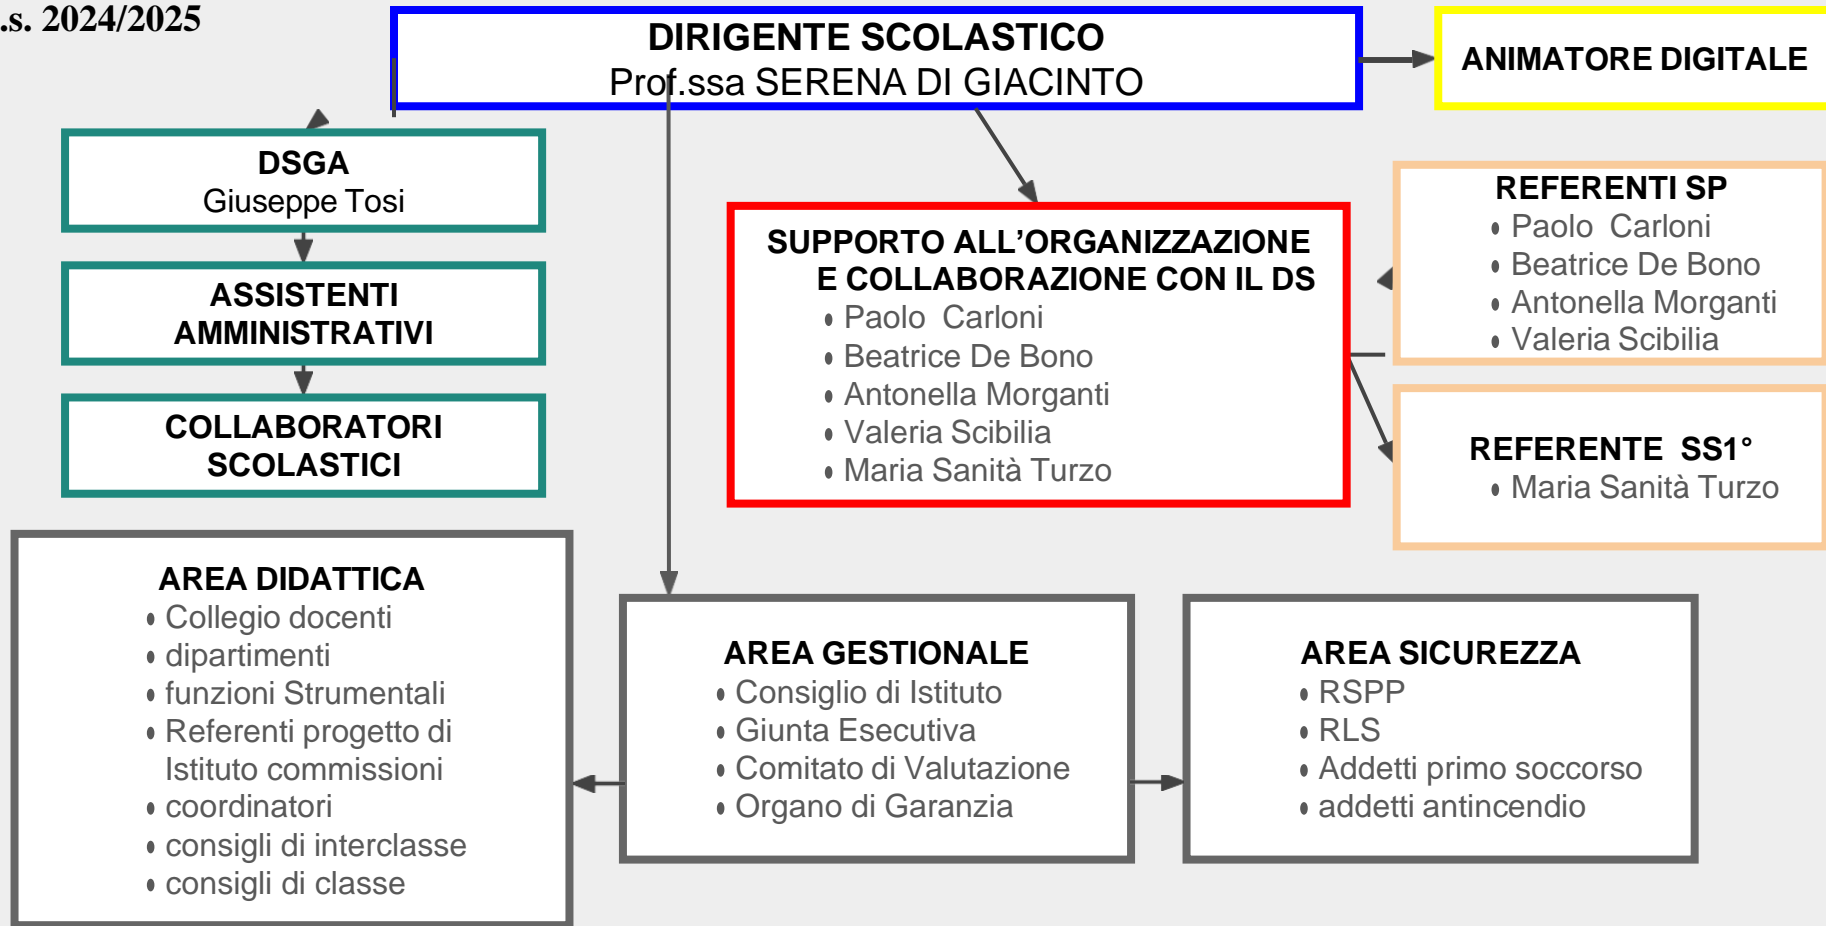 .s. 2024/2025
DIRIGENTE SCOLASTICO
Prof.ssa SERENA DI GIACINTO
ANIMATORE DIGITALE
DSGA
Giuseppe Tosi
ASSISTENTI
AMMINISTRATIVI
COLLABORATORI
SCOLASTICI
SUPPORTO ALL’ORGANIZZAZIONE
E COLLABORAZIONE CON IL DS
• Paolo Carloni
• Beatrice De Bono
• Antonella Morganti
• Valeria Scibilia
• Maria Sanità Turzo
REFERENTI SP
• Paolo Carloni
• Beatrice De Bono
• Antonella Morganti
• Valeria Scibilia
REFERENTE SS1°
• Maria Sanità Turzo
AREA DIDATTICA
• Collegio docenti
• dipartimenti
• funzioni Strumentali
• Referenti progetto di
Istituto commissioni
• coordinatori
• consigli di interclasse
• consigli di classe
AREA GESTIONALE
• Consiglio di Istituto
• Giunta Esecutiva
• Comitato di Valutazione
• Organo di Garanzia
AREA SICUREZZA
• RSPP
• RLS
• Addetti primo soccorso
• addetti antincendio